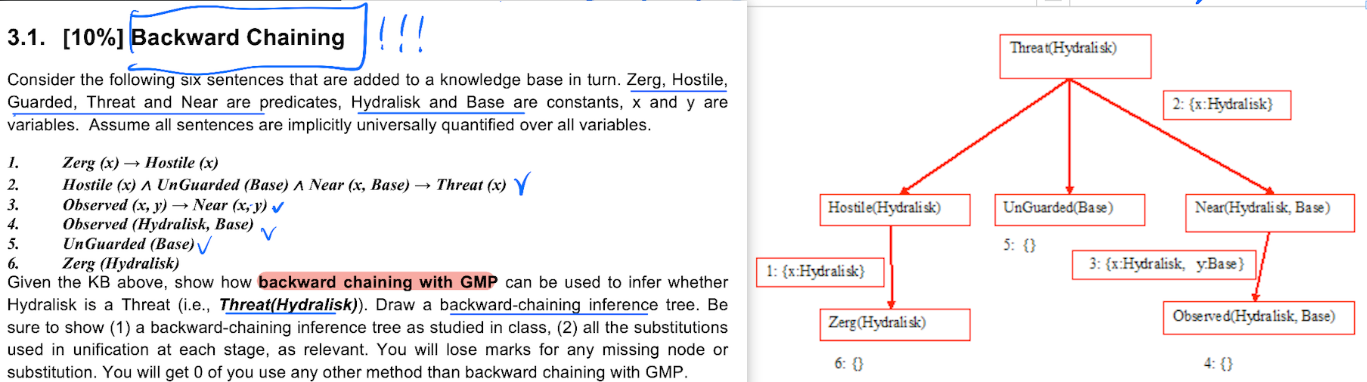 3.1. [10%] Backward Chaining !!!
Consider the following six sentences that are added to a knowledge base in turn. Zerg, Hostile,
Guarded, Threat and Near are predicates, Hydralisk and Base are constants, x and y are
variables. Assume all sentences are implicitly universally quantified over all variables.
1. Zerg (x) → Hostile (x)
2. Hostile (x) ∧ UnGuarded (Base) ∧ Near (x, Base) → Threat (x)
3. Observed (x, y) → Near (x, y)
4. Observed (Hydralisk, Base)
5. UnGuarded (Base)
6. Zerg (Hydralisk)
Given the KB above, show how backward chaining with GMP can be used to infer whether
Hydralisk is a Threat (i.e., Threat(Hydralisk)). Draw a backward-chaining inference tree. Be
sure to show (1) a backward-chaining inference tree as studied in class, (2) all the substitutions
used in unification at each stage, as relevant. You will lose marks for any missing node or
substitution. You will get 0 of you use any other method than backward chaining with GMP.
Threat(Hydralisk)
2: {x:Hydralisk}
Hostile(Hydralisk)
UnGuarded(Base)
Near(Hydralisk, Base)
5: {}
1: {x:Hydralisk}
3: {x:Hydralisk, y:Base}
Zerg(Hydralisk)
Observed(Hydralisk, Base)
6: {}
4: {}